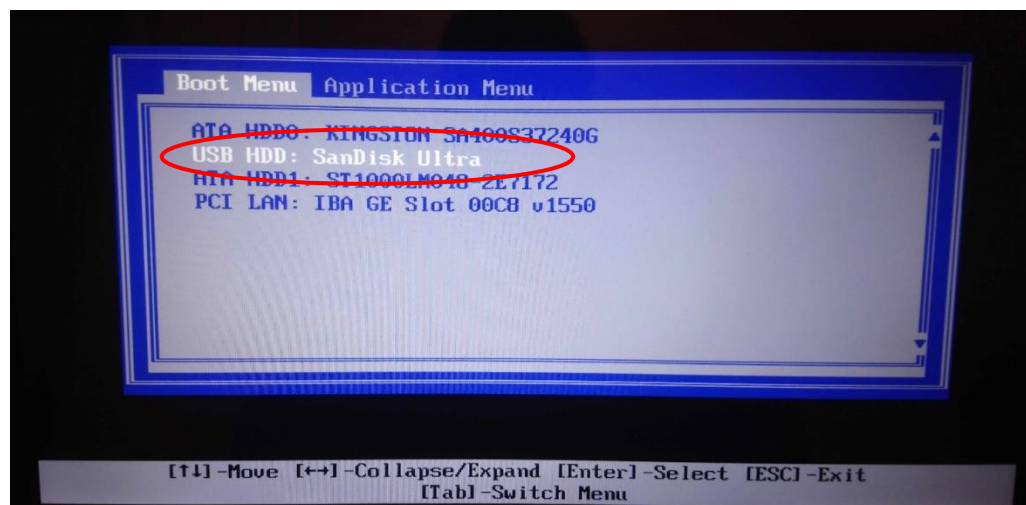 Boot Menu Application Menu
ATA HDD0: KINGSTON SA400S37240G
USB HDD: SanDisk Ultra
ATA HDD1: ST1000LM048-2E7172
PCI LAN: IBA GE Slot 00C8 v1550
[↑↓]-Move [←→]-Collapse/Expand [Enter]-Select [ESC]-Exit
[Tab]-Switch Menu